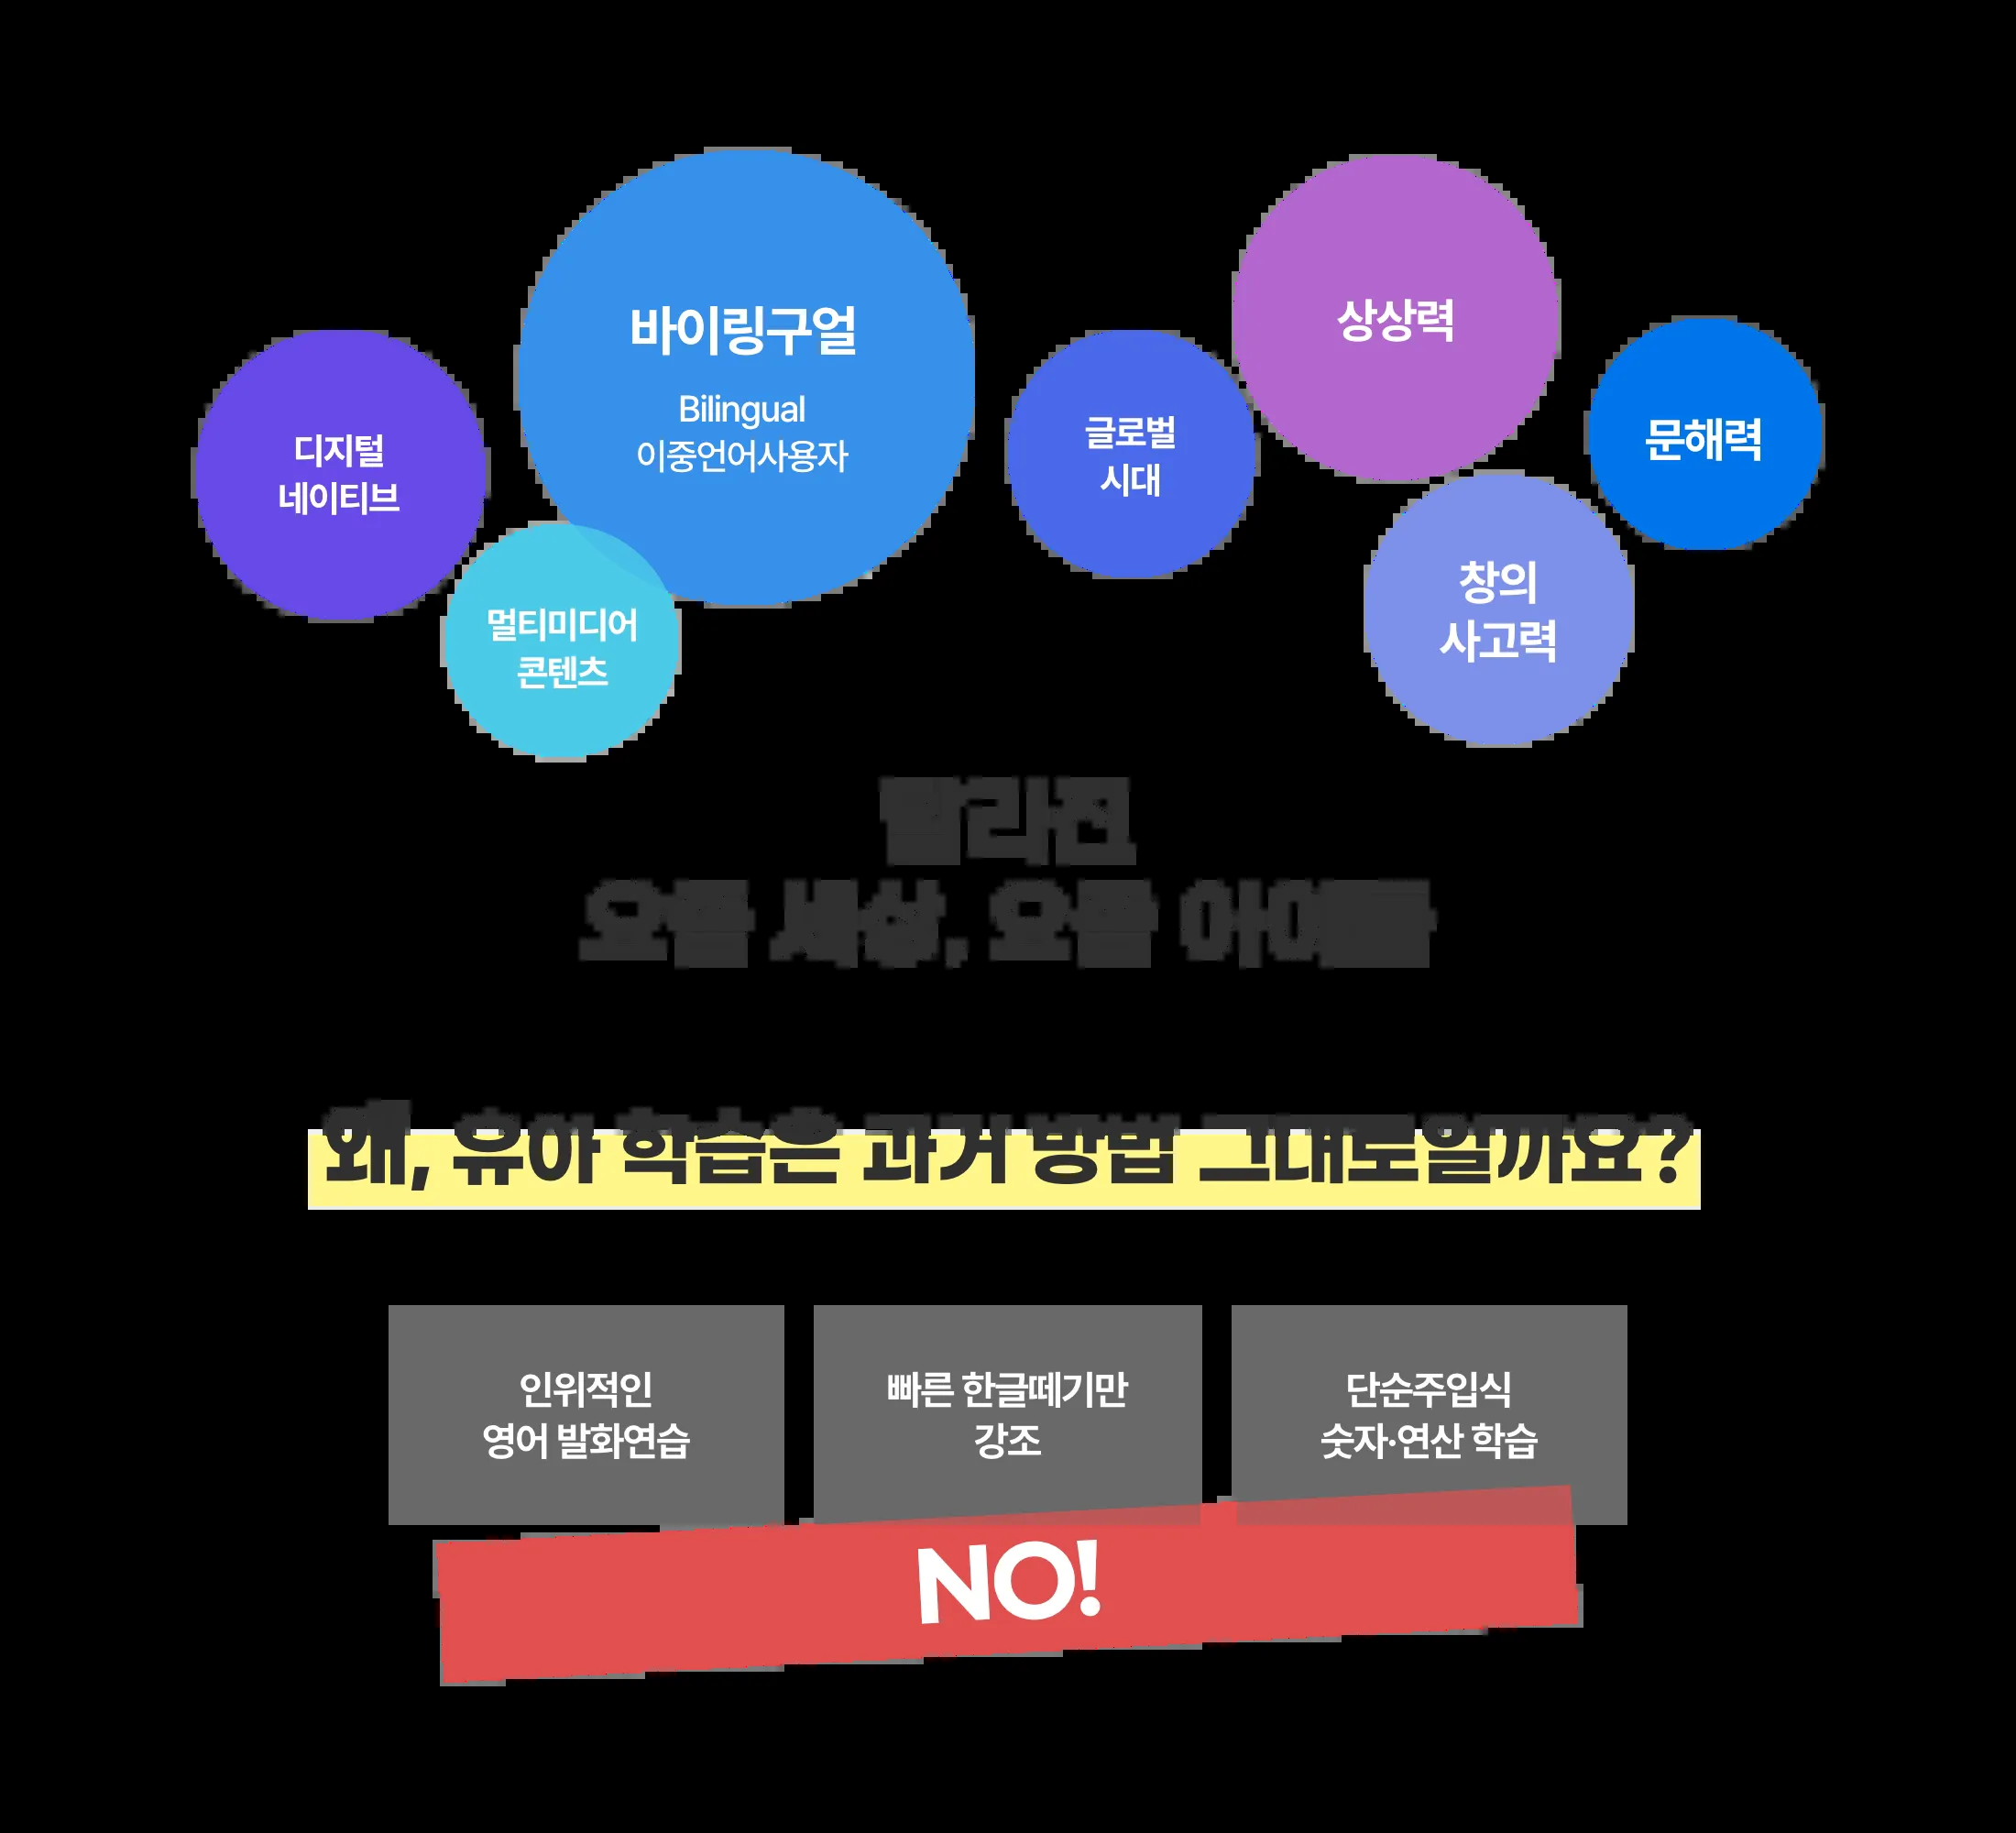 디지털
네이티브
바이링구얼
Bilingual
이중언어사용자
멀티미디어
콘텐츠
글로벌
시대
상상력
문해력
창의
사고력
달라진
오늘 세상, 오늘 아이들
왜, 유아 학습은 과거 방법 그대로일까요?
인위적인
영어 발화연습
빠른 한글떼기만
강조
단순주입식
숫자·연산 학습
NO!